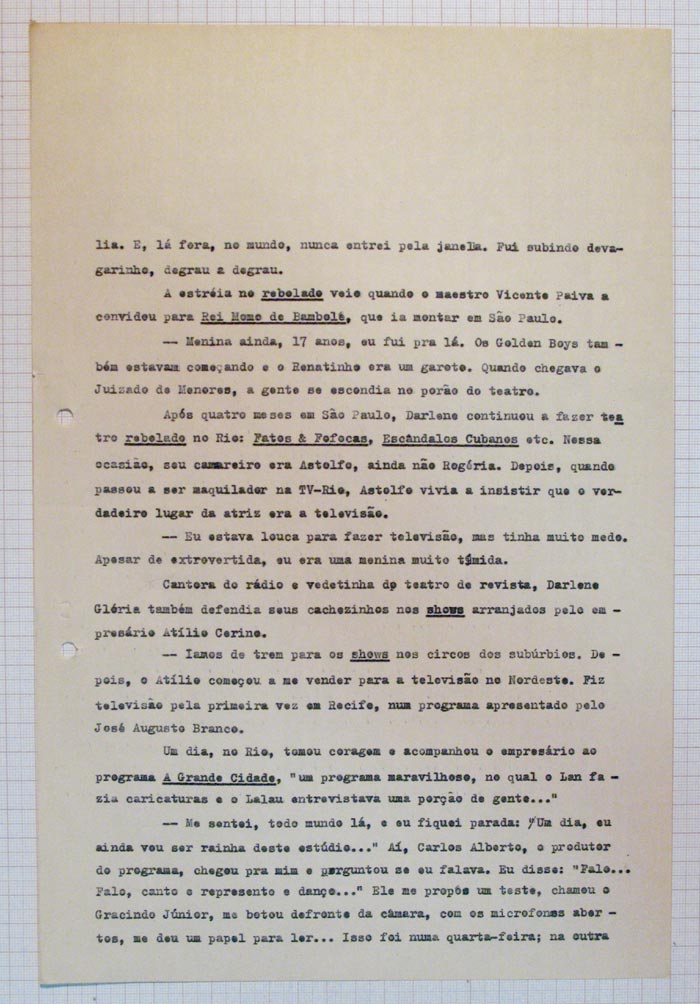 lia. E, lá fora, no mundo, nunca entrei pela janela. Fui subindo deva-
garinho, degrau a degrau.
A estréia no rebolado veio quando o maestro Vicente Paiva a
convidou para Rei Momo de Bambolê, que ia montar em São Paulo.
-- Menina ainda, 17 anos, eu fui pra lá. Os Golden Boys tam -
bém estavam começando e o Renatinho era um garoto. Quando chegava o
Juizado de Menores, a gente se escondia no porão do teatro.
Após quatro meses em São Paulo, Darlene continuou a fazer tea
tro rebolado no Rio: Fatos & Fofocas, Escândalos Cubanos etc. Nessa
ocasião, seu camareiro era Astolfo, ainda não Rogéria. Depois, quando
passou a ser maquilador na TV-Rio, Astolfo vivia a insistir que o ver-
dadeiro lugar da atriz era a televisão.
-- Eu estava louca para fazer televisão, mas tinha muito medo.
Apesar de extrovertida, eu era uma menina muito tímida.
Cantora do rádio e vedetinha do teatro de revista, Darlene
Glória também defendia seus cachezinhos nos shows arranjados pelo em -
presário Atílio Cerino.
-- Iamos de trem para os shows nos circos dos subúrbios. De -
pois, o Atílio começou a me vender para a televisão no Nordeste. Fiz
televisão pela primeira vez em Recife, num programa apresentado pelo
José Augusto Branco.
Um dia, no Rio, tomou coragem e acompanhou o empresário ao
programa A Grande Cidade, "um programa maravilhoso, no qual o Lan fa -
zia caricaturas e o Lalau entrevistava uma porção de gente..."
-- Me sentei, todo mundo lá, e eu fiquei parada: "Um dia, eu
ainda vou ser rainha deste estúdio..." Aí, Carlos Alberto, o produtor
do programa, chegou pra mim e perguntou se eu falava. Eu disse: "Falo...
Falo, canto e represento e danço..." Ele me propôs um teste, chamou o
Gracindo Júnior, me botou defronte da câmara, com os microfones aber -
tos, me deu um papel para ler... Isso foi numa quarta-feira; na outra